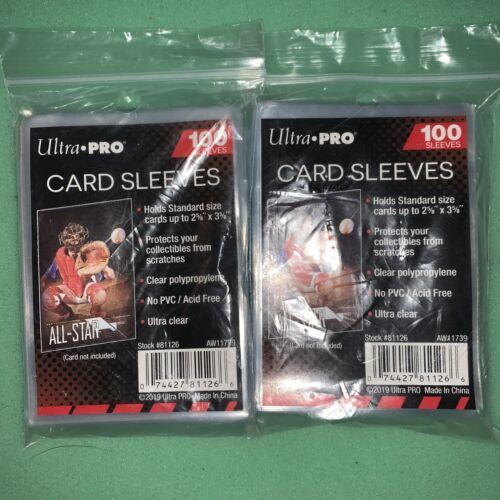 Ultra•PRO
100
SLEEVES
CARD SLEEVES
• Holds Standard size
cards up to 2⅝" x 3⅝"
• Protects your
collectibles from
scratches
• Clear polypropylene
• No PVC / Acid Free
• Ultra clear
ALL-STAR
(Card not included)
Stock #81126
AW11739
0 74427 81126 6
©2019 Ultra PRO Made In China
Ultra•PRO
100
SLEEVES
CARD SLEEVES
• Holds Standard size
cards up to 2⅝" x 3⅝"
• Protects your
collectibles from
scratches
• Clear polypropylene
• No PVC / Acid Free
• Ultra clear
(Card not included)
Stock #81126
AW11739
0 74427 81126 6
©2019 Ultra PRO Made In China